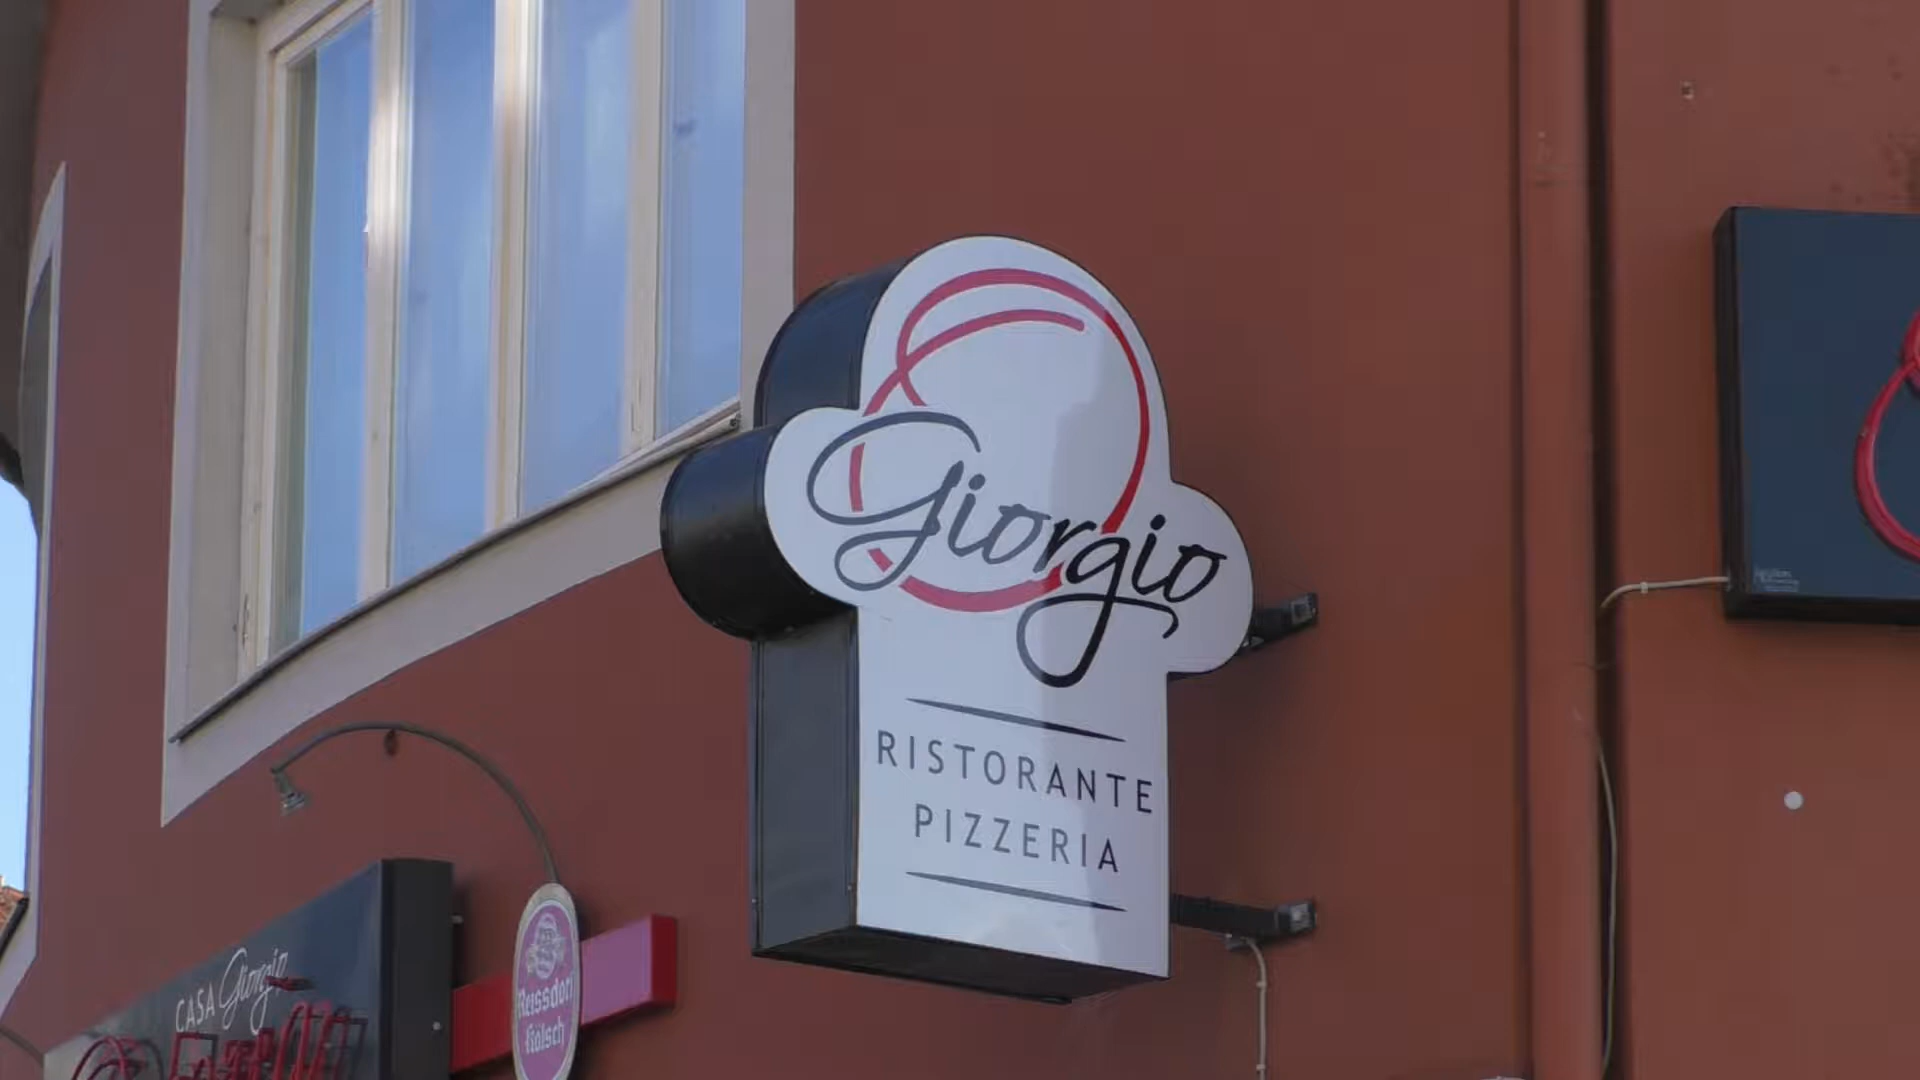 Giorgio
RISTORANTE
PIZZERIA
CASA Giorgio
Reissdorf
Kölsch